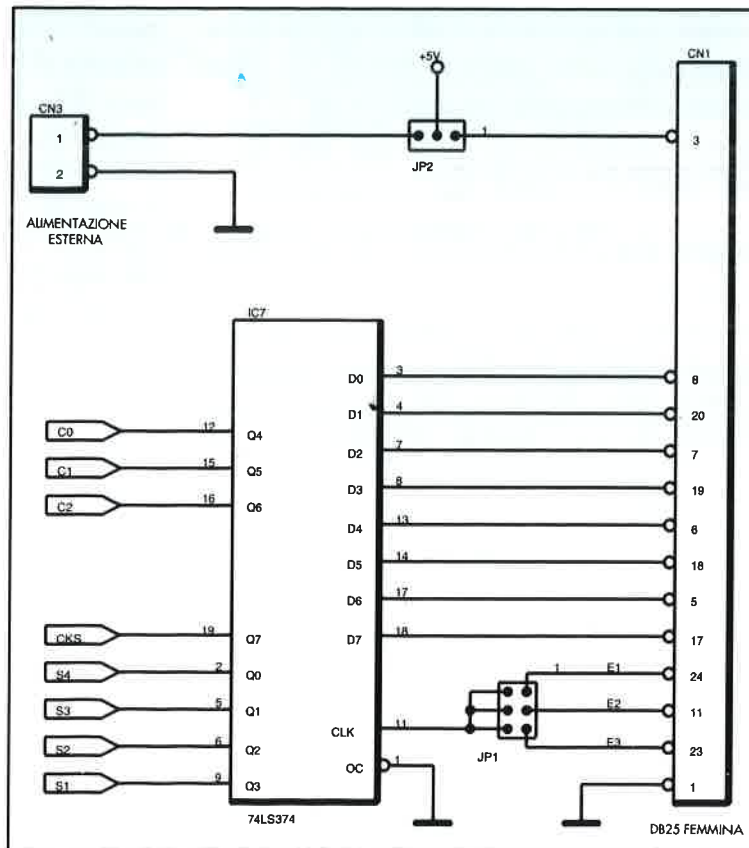 +5V
CN1
CN3
1
1
3
2
JP2
ALIMENTAZIONE
ESTERNA
IC7
D0 3 8
D1 4 20
C0 12 Q4
D2 7 7
C1 15 Q5
D3 8 19
C2 16 Q6
D4 13 6
D5 14 18
D6 17 5
CKS 19 Q7
D7 18 17
S4 2 Q0
1 E1 24
S3 5 Q1
E2 11
CLK 11
S2 6 Q2
JP1
E3 23
OC 1
S1 9 Q3
1
74LS374
DB25 FEMMINA